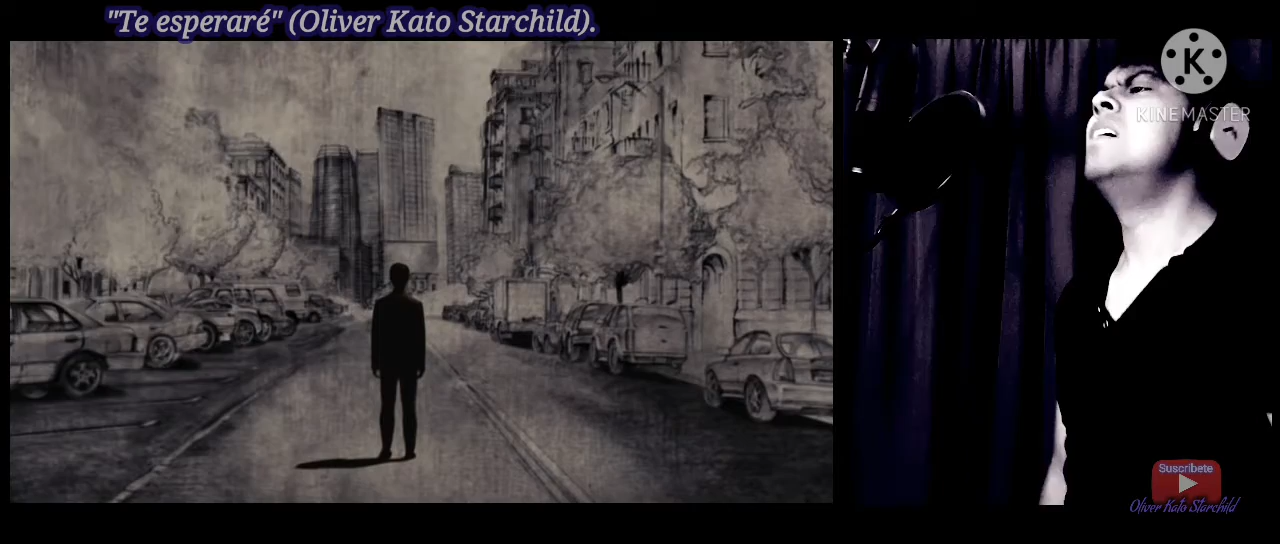 "Te esperaré" (Oliver Kato Starchild).
K
KINEMASTER
Suscríbete
Oliver Kato Starchild